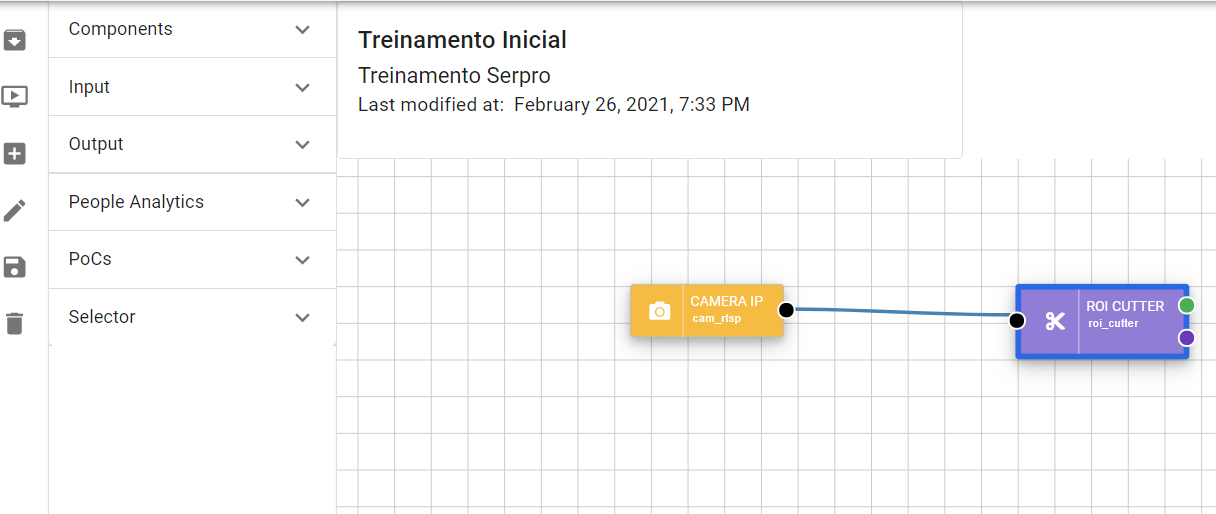 Components
Input
Output
People Analytics
PoCs
Selector
Treinamento Inicial
Treinamento Serpro
Last modified at: February 26, 2021, 7:33 PM
CAMERA IP
cam_rtsp
ROI CUTTER
roi_cutter